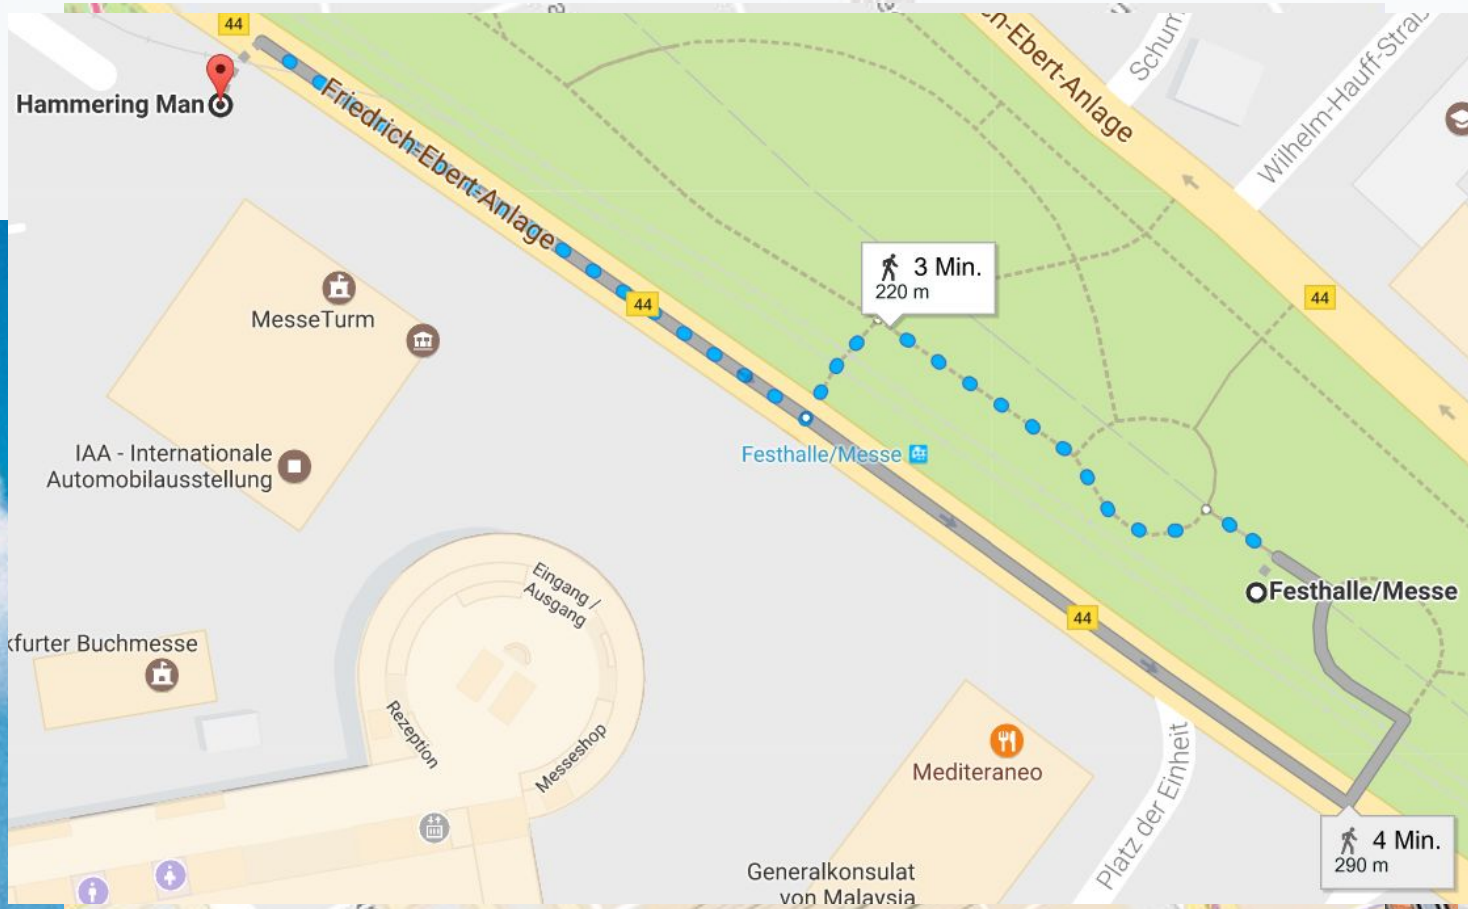 44
n-Ebert-Anlage
Schum
Wilhelm-Hauff-Straß
Hammering Man
Friedrich-Ebert-Anlage
3 Min.
220 m
44
44
MesseTurm
IAA - Internationale
Automobilausstellung
Festhalle/Messe
Eingang /
Ausgang
Festhalle/Messe
44
kfurter Buchmesse
Rezeption
Messeshop
Mediteraneo
Platz der Einheit
4 Min.
290 m
Generalkonsulat
von Malaysia